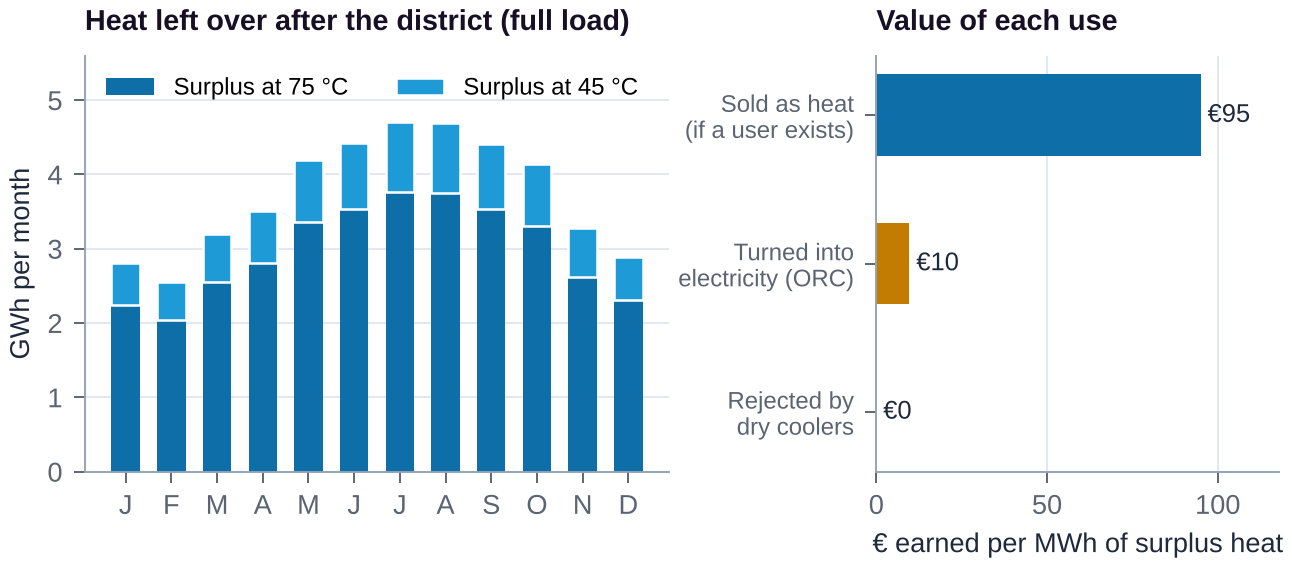 Heat left over after the district (full load)
Surplus at 75 °C
Surplus at 45 °C
GWh per month
5
4
3
2
1
0
J F M A M J J A S O N D
Value of each use
Sold as heat
(if a user exists)
€95
Turned into
electricity (ORC)
€10
Rejected by
dry coolers
€0
0 50 100
€ earned per MWh of surplus heat